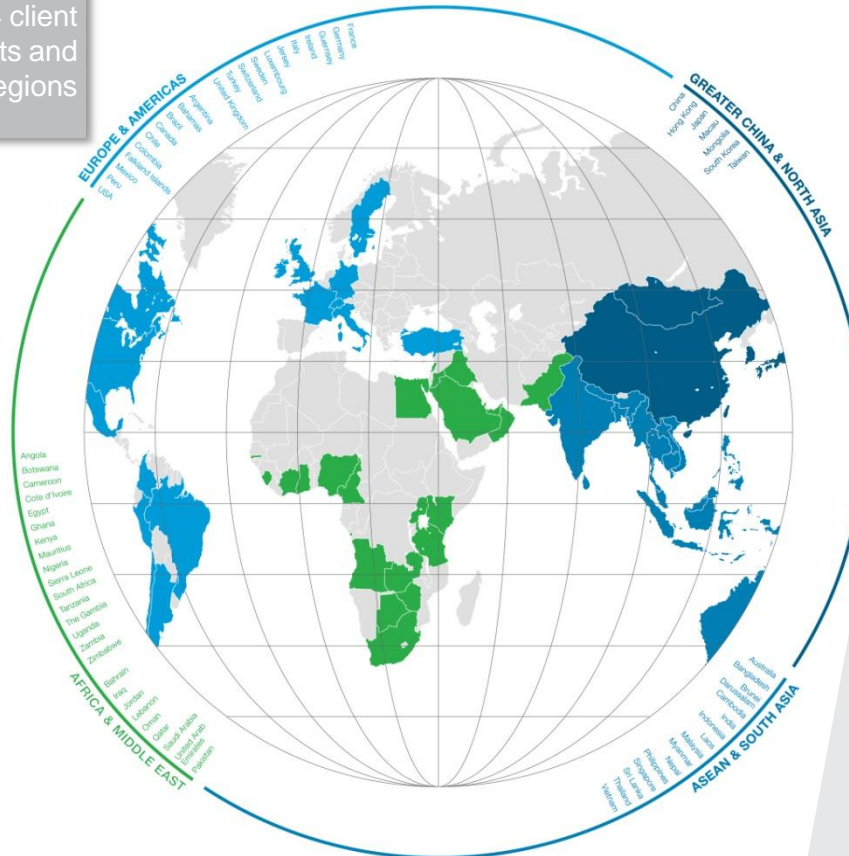 client
ts and
egions
EUROPE & AMERICAS
Argentina
Bahamas
Brazil
Canada
Chile
Colombia
Falkland Islands
Mexico
Peru
USA
France
Germany
Guernsey
Ireland
Italy
Jersey
Luxembourg
Sweden
Switzerland
Turkey
United Kingdom
GREATER CHINA & NORTH ASIA
China
Hong Kong
Japan
Macau
Mongolia
South Korea
Taiwan
AFRICA & MIDDLE EAST
Angola
Botswana
Cameroon
Cote d'Ivoire
Egypt
Ghana
Kenya
Mauritius
Nigeria
Sierra Leone
South Africa
Tanzania
The Gambia
Uganda
Zambia
Zimbabwe
Bahrain
Iraq
Jordan
Lebanon
Oman
Qatar
Saudi Arabia
United Arab
Emirates
Pakistan
ASEAN & SOUTH ASIA
Australia
Bangladesh
Brunei
Darussalam
Cambodia
India
Indonesia
Laos
Malaysia
Myanmar
Nepal
Philippines
Singapore
Sri Lanka
Thailand
Vietnam